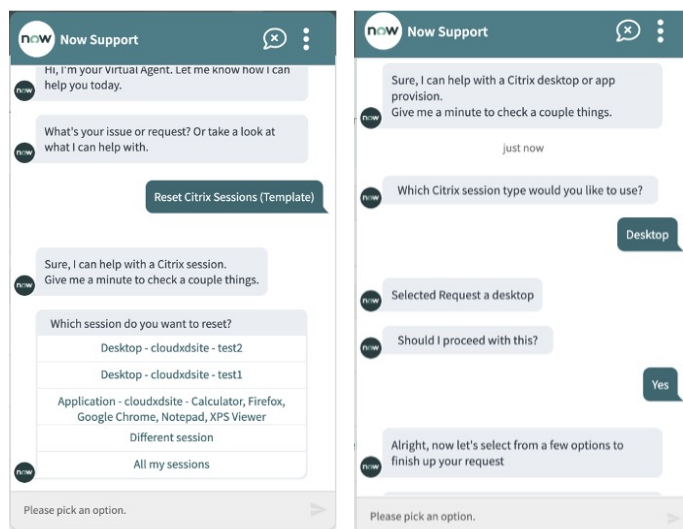 now Now Support
Hi, I'm your Virtual Agent. Let me know how I can
help you today.
now
What's your issue or request? Or take a look at
what I can help with.
now
Reset Citrix Sessions (Template)
Sure, I can help with a Citrix session.
Give me a minute to check a couple things.
now
Which session do you want to reset?
Desktop - cloudxdsite - test2
Desktop - cloudxdsite - test1
Application - cloudxdsite - Calculator, Firefox,
Google Chrome, Notepad, XPS Viewer
Different session
All my sessions
now
Please pick an option.
now Now Support
Sure, I can help with a Citrix desktop or app
provision.
Give me a minute to check a couple things.
now
just now
Which Citrix session type would you like to use?
now
Desktop
Selected Request a desktop
now
Should I proceed with this?
now
Yes
Alright, now let's select from a few options to
finish up your request
now
Please pick an option.